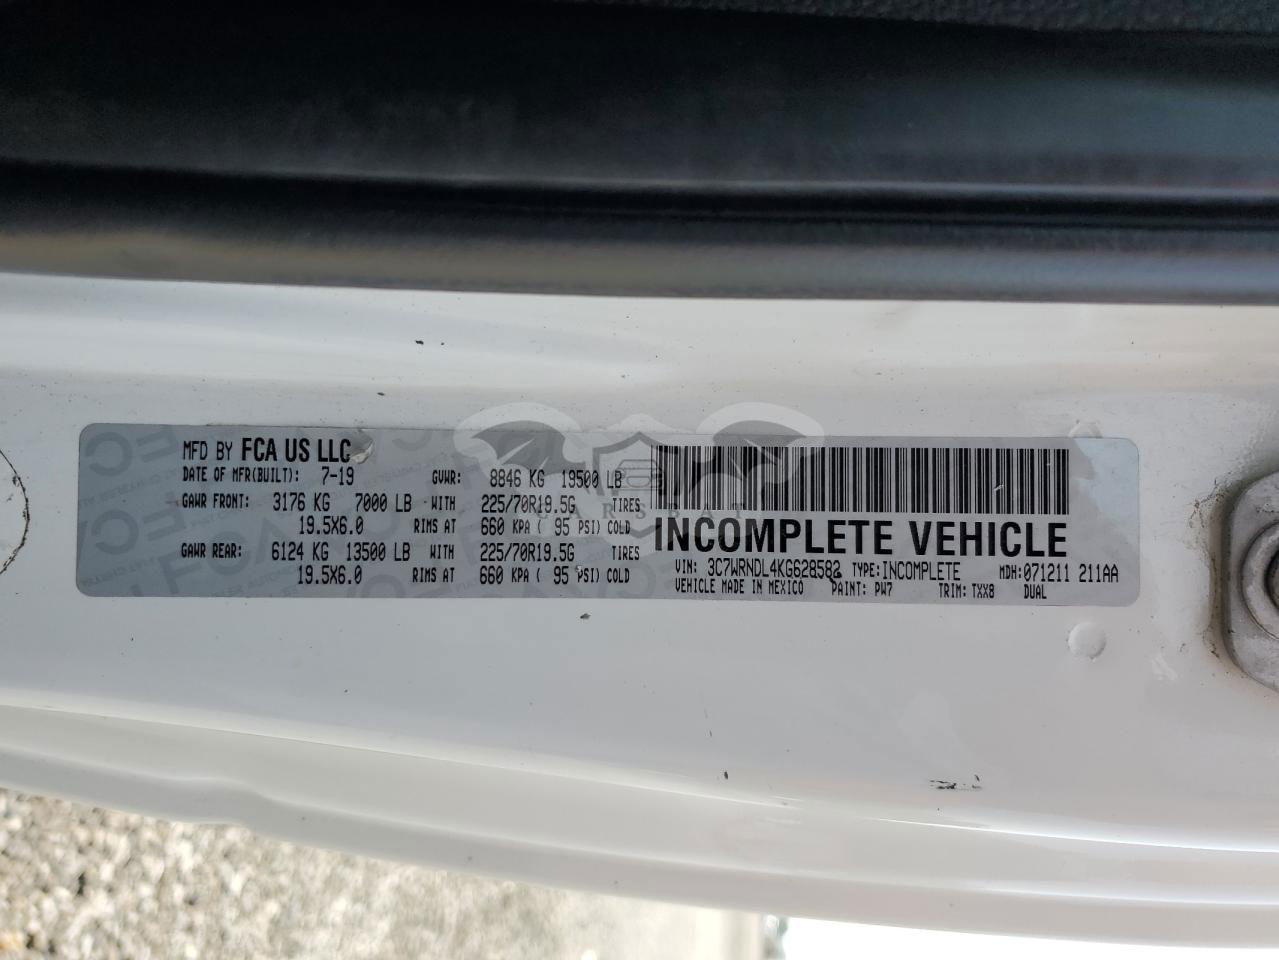 MFD BY FCA US LLC
DATE OF MFR(BUILT): 7-19 GVWR: 8846 KG 19500 LB
GAWR FRONT: 3176 KG 7000 LB WITH 225/70R19.5G TIRES
19.5X6.0 RIMS AT 660 KPA ( 95 PSI) COLD
GAWR REAR: 6124 KG 13500 LB WITH 225/70R19.5G TIRES
19.5X6.0 RIMS AT 660 KPA ( 95 PSI) COLD
INCOMPLETE VEHICLE
VIN: 3C7WRNDL4KG628582 TYPE:INCOMPLETE MDH:071211 211AA
VEHICLE MADE IN MEXICO PAINT: PW7 TRIM: TXX8 DUAL
CARSBAT